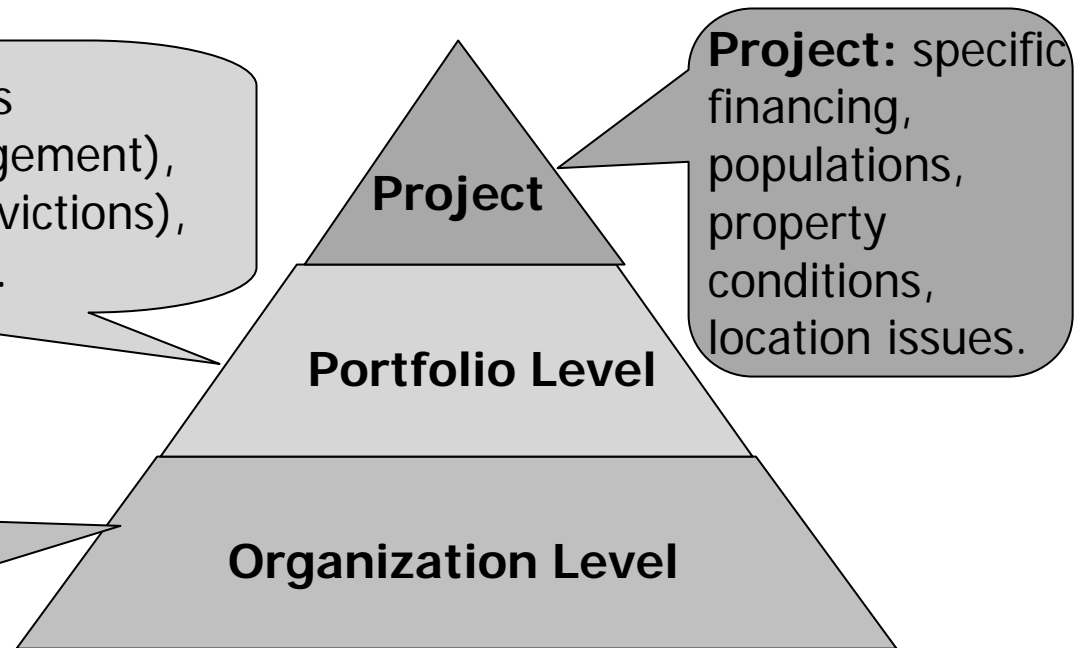 Project: specific
financing,
populations,
property
conditions,
location issues.
s
gement),
victions),
.
Project
Portfolio Level
Organization Level